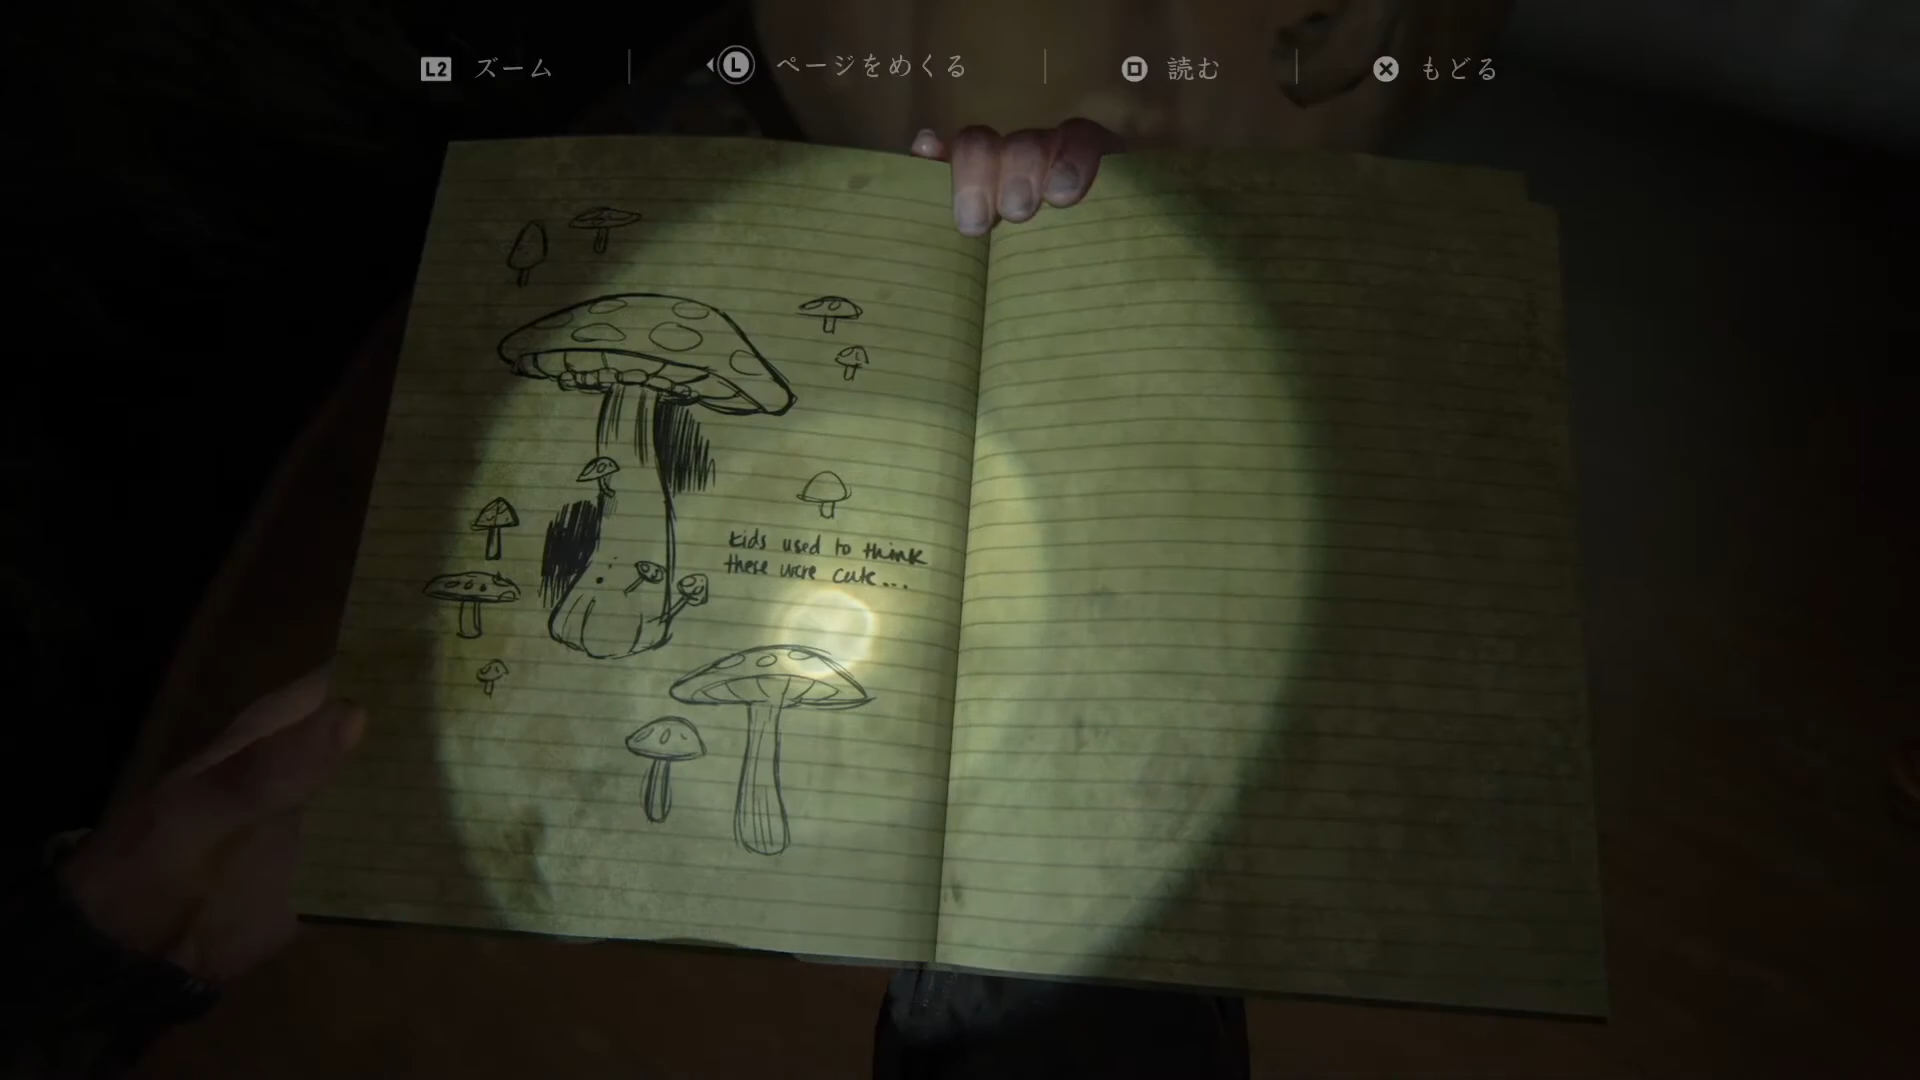 L2 ズーム L ページをめくる 読む もどる
kids used to think
these were cute...